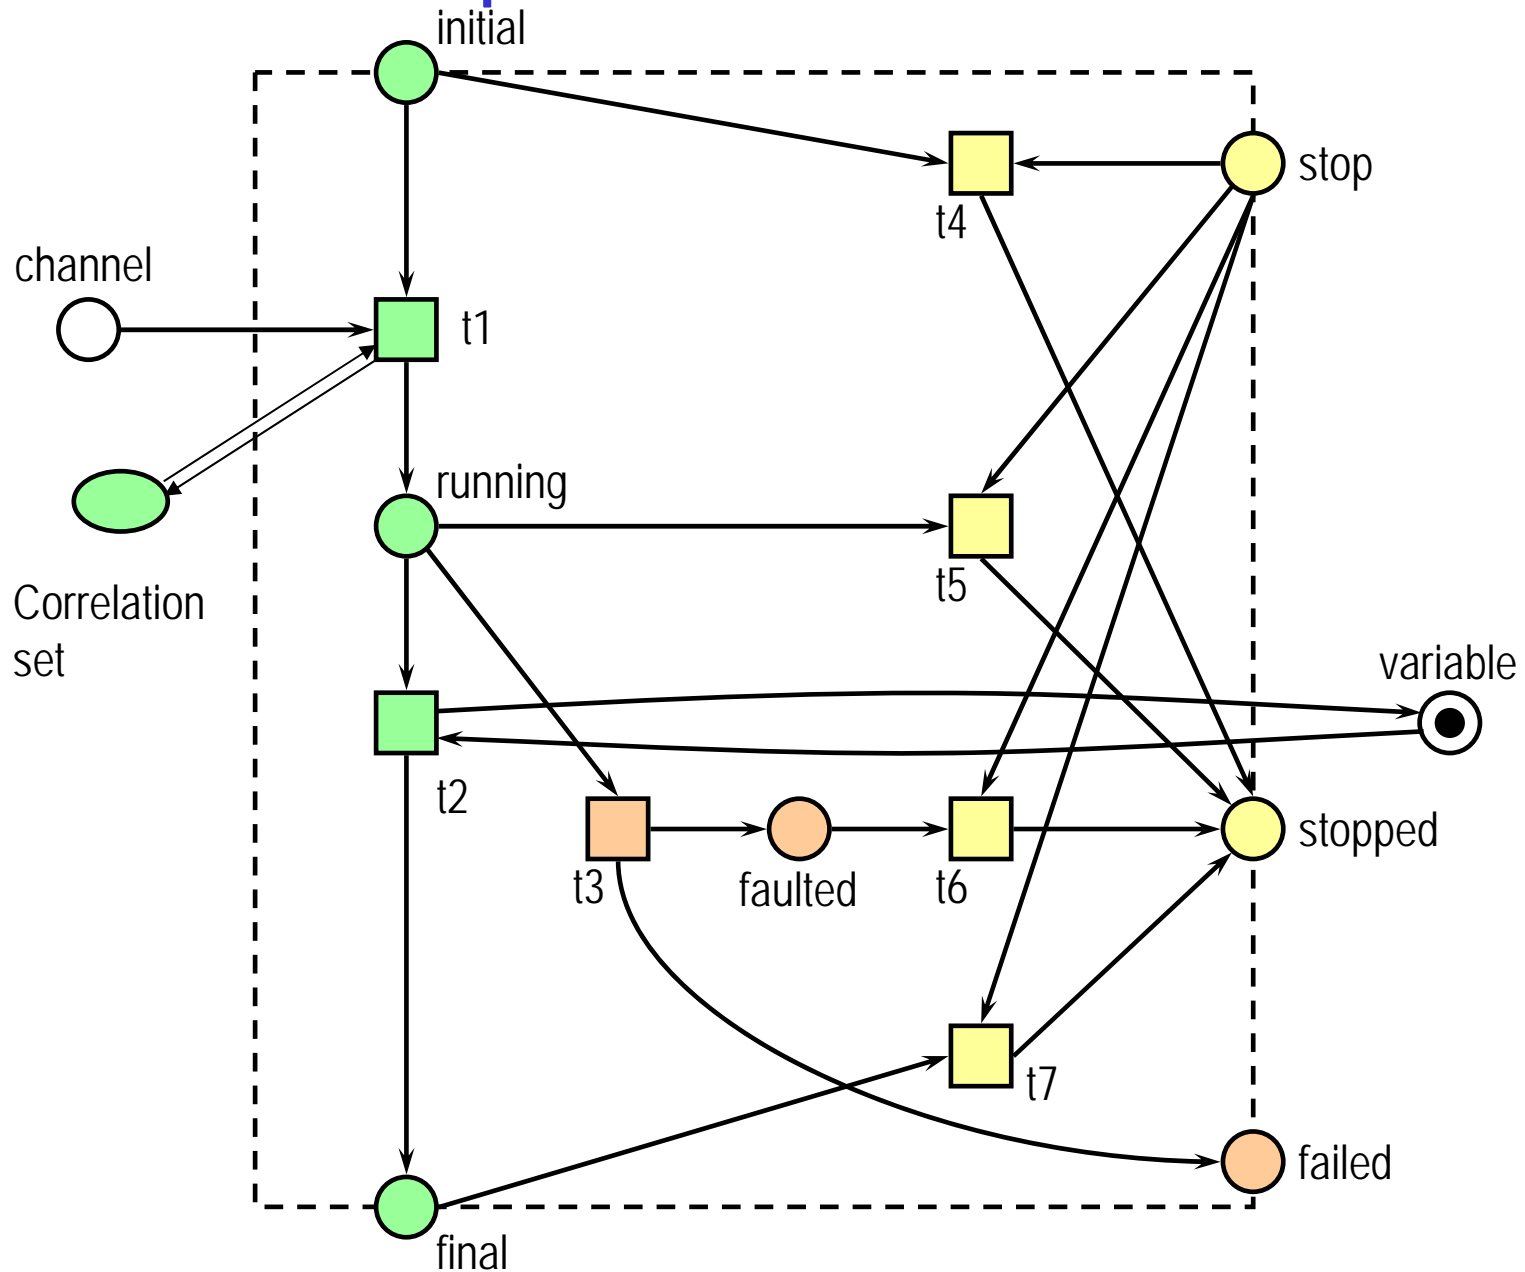 initial
stop
t4
channel
t1
running
t5
Correlation
set
variable
t2
stopped
t3
faulted
t6
t7
failed
final